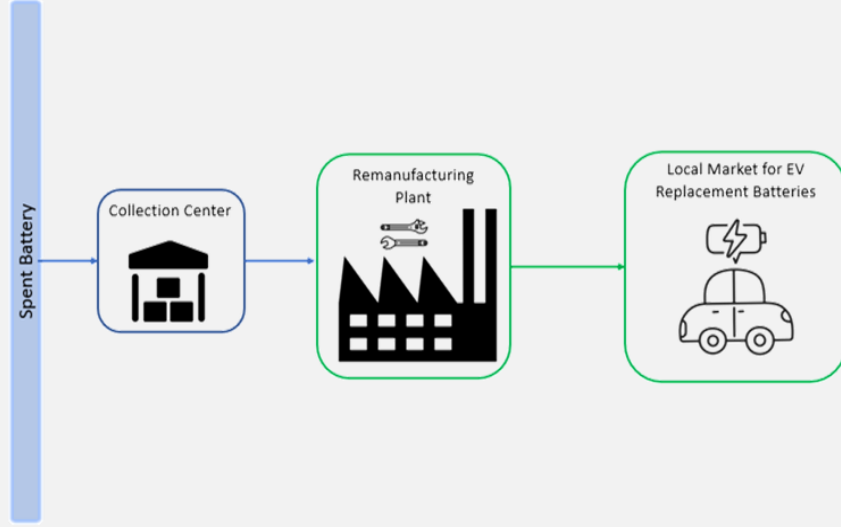 Spent Battery
Collection Center
Remanufacturing
Plant
Local Market for EV
Replacement Batteries